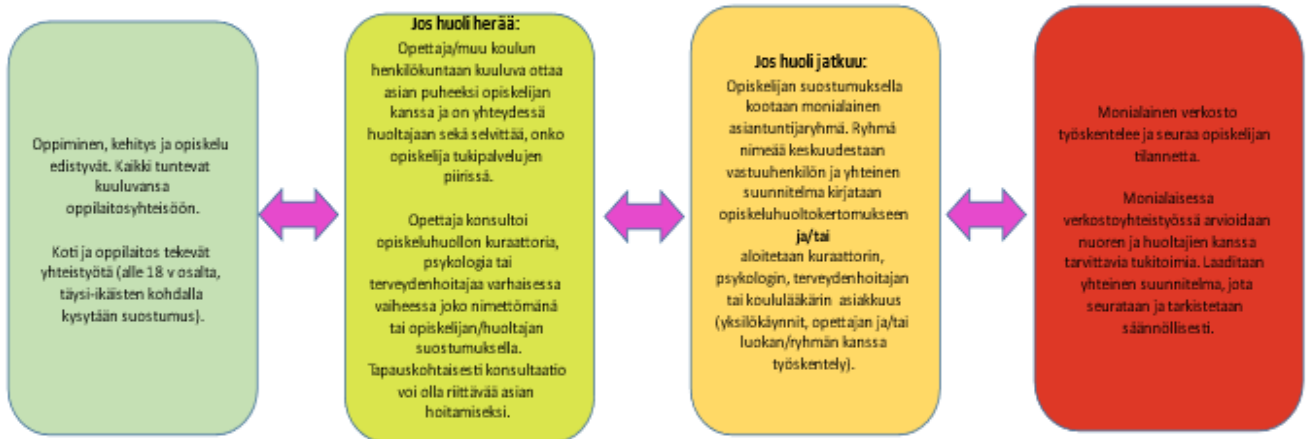 Oppiminen, kehitys ja opiskelu
edistyvät. Kaikki tuntevat
kuuluvansa
oppilaitosyhteisöön.
Koti ja oppilaitos tekevät
yhteistyötä (alle 18 v osalta,
täysi-ikäisten kohdalla
kysytään suostumus).
Jos huoli herää:
Opettaja/muu koulun
henkilökuntaan kuuluva ottaa
asian puheeksi opiskelijan
kanssa ja on yhteydessä
huoltajaan sekä selvittää, onko
opiskelija tukipalvelujen
piirissä.
Opettaja konsultoi
opiskeluhuollon kuraattoria,
psykologia tai
terveydenhoitajaa varhaisessa
vaiheessa joko nimettömänä
tai opiskelijan/huoltajan
suostumuksella.
Tapauskohtaisesti konsultaatio
voi olla riittävää asian
hoitamiseksi.
Jos huoli jatkuu:
Opiskelijan suostumuksella
kootaan monialainen
asiantuntijaryhmä. Ryhmä
nimeää keskuudestaan
vastuuhenkilön ja yhteinen
suunnitelma kirjataan
opiskeluhuoltokertomukseen
ja/tai
aloitetaan kuraattorin,
psykologin, terveydenhoitajan
tai koululääkärin asiakkuus
(yksilökäynnit, opettajan ja/tai
luokan/ryhmän kanssa
työskentely).
Monialainen verkosto
työskentelee ja seuraa opiskelijan
tilannetta.
Monialaisessa
verkostoyhteistyössä arvioidaan
nuoren ja huoltajien kanssa
tarvittavia tukitoimia. Laaditaan
yhteinen suunnitelma, jota
seurataan ja tarkistetaan
säännöllisesti.